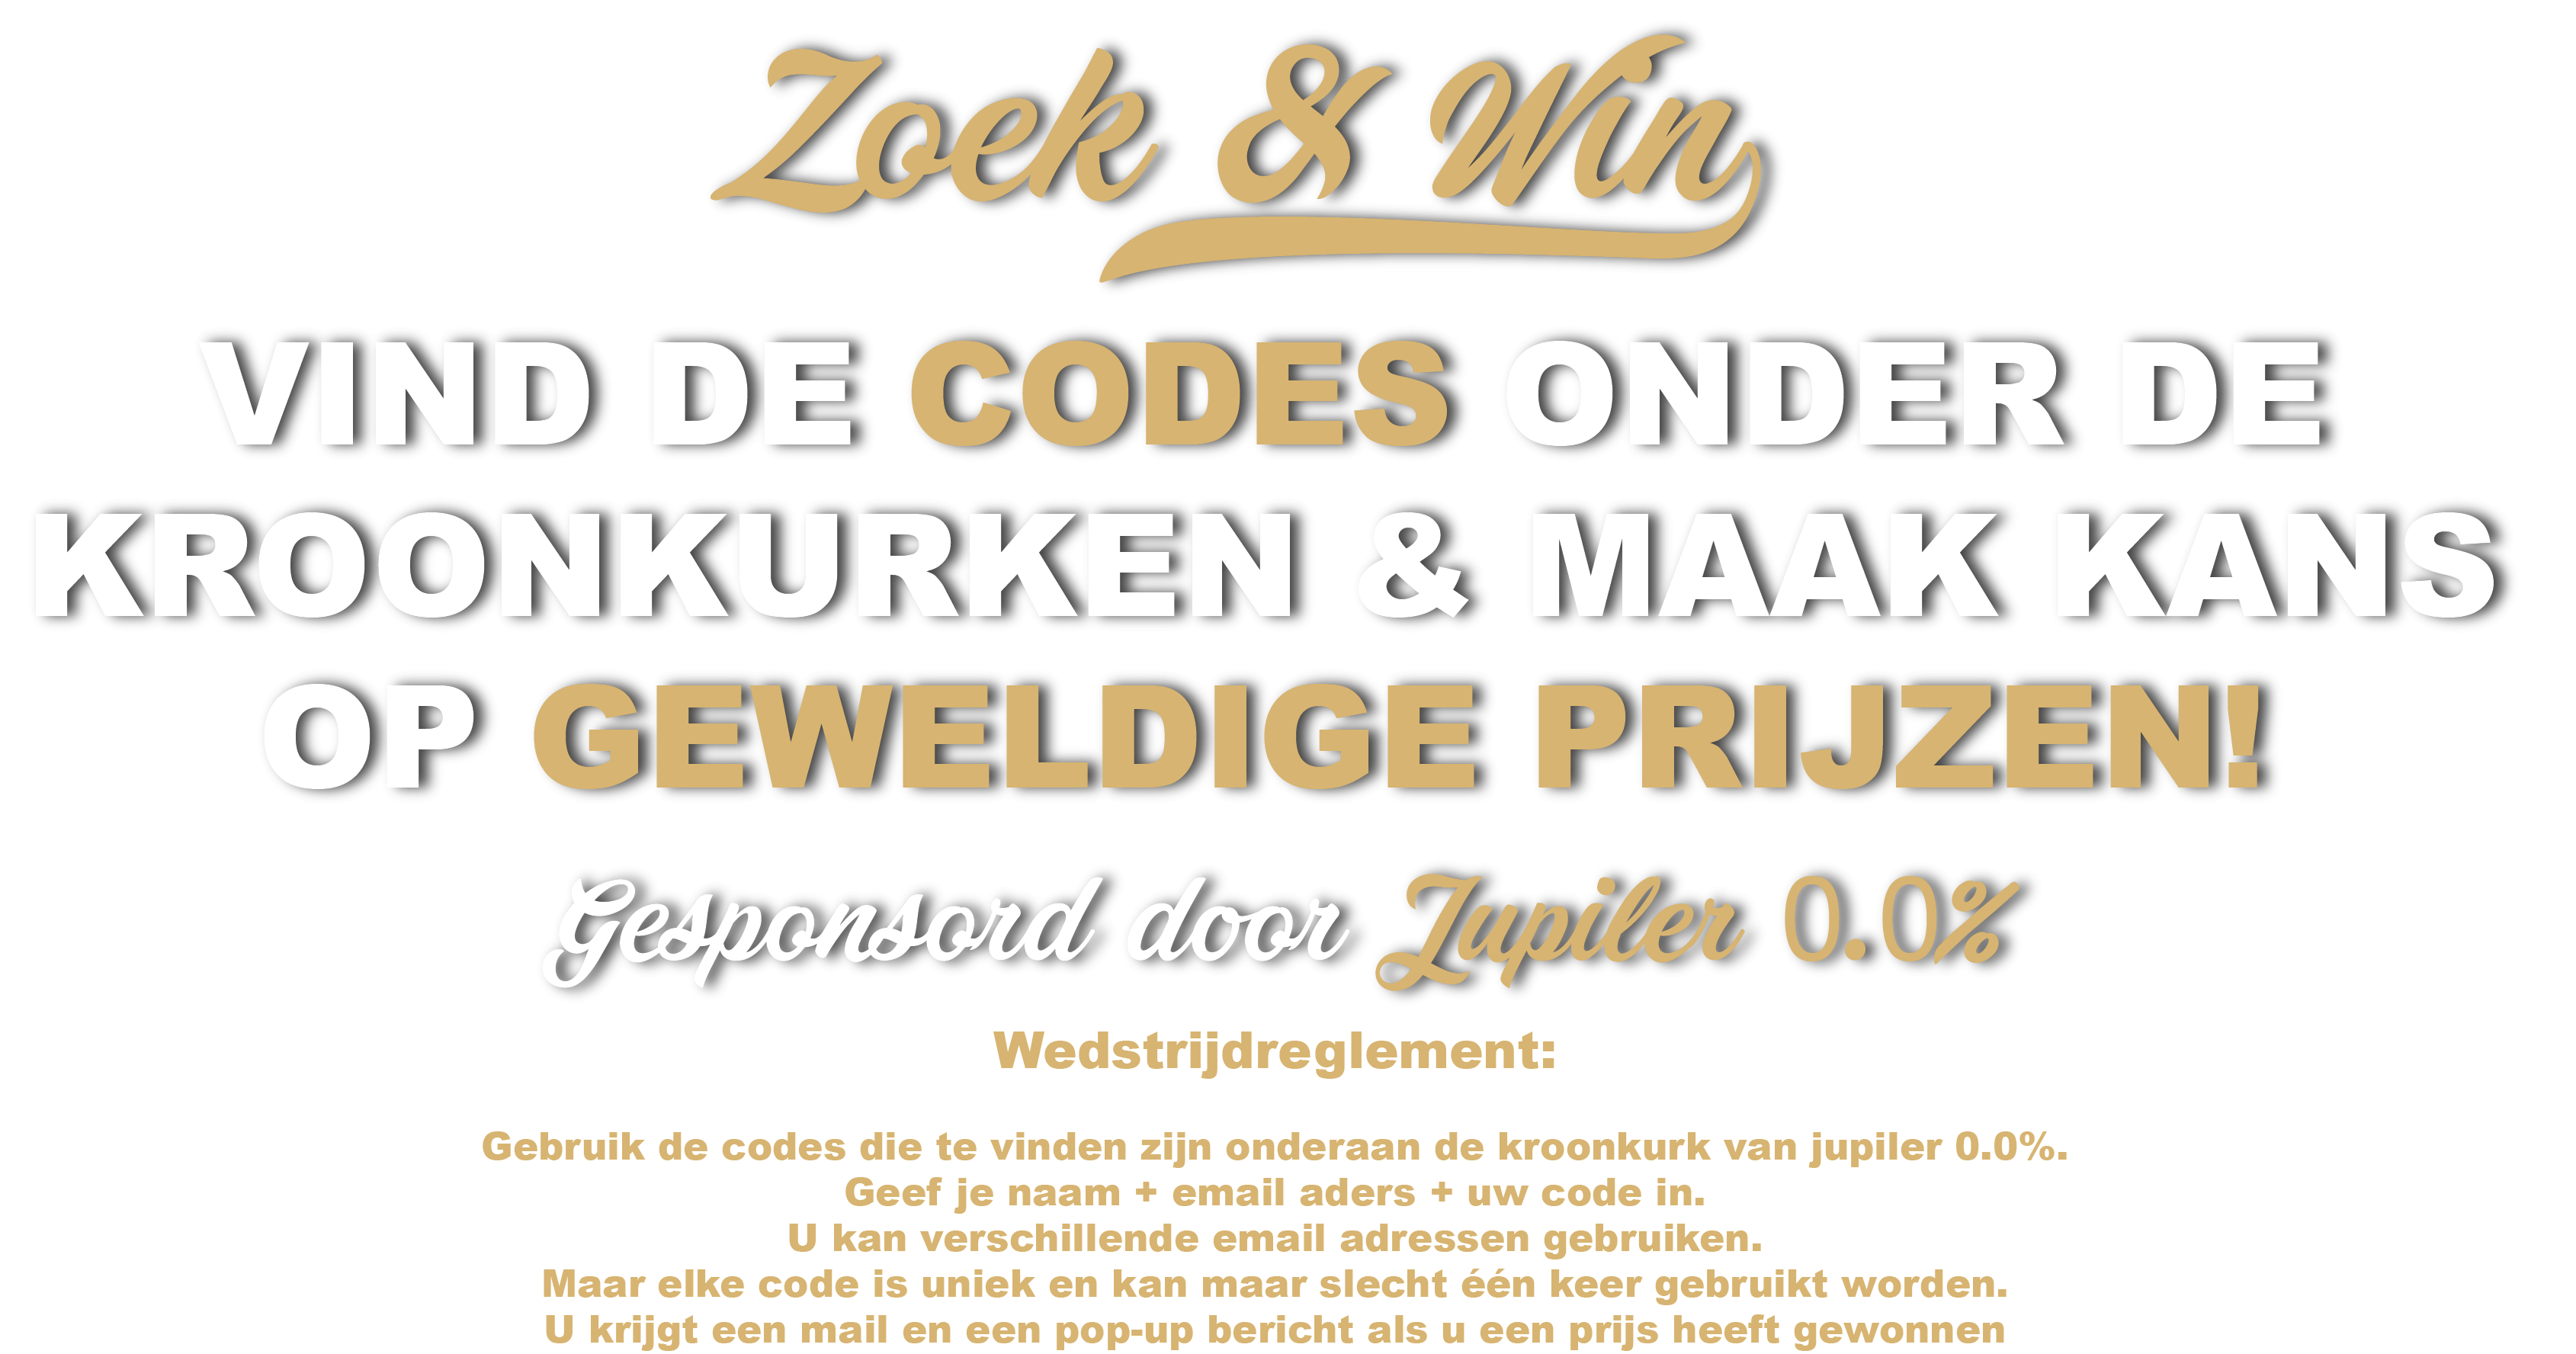 Zoek & Win
VIND DE CODES ONDER DE
KROONKURKEN & MAAK KANS
OP GEWELDIGE PRIJZEN!
Gesponsord door Jupiler 0.0%
Wedstrijdreglement:
Gebruik de codes die te vinden zijn onderaan de kroonkurk van jupiler 0.0%.
Geef je naam + email aders + uw code in.
U kan verschillende email adressen gebruiken.
Maar elke code is uniek en kan maar slecht één keer gebruikt worden.
U krijgt een mail en een pop-up bericht als u een prijs heeft gewonnen